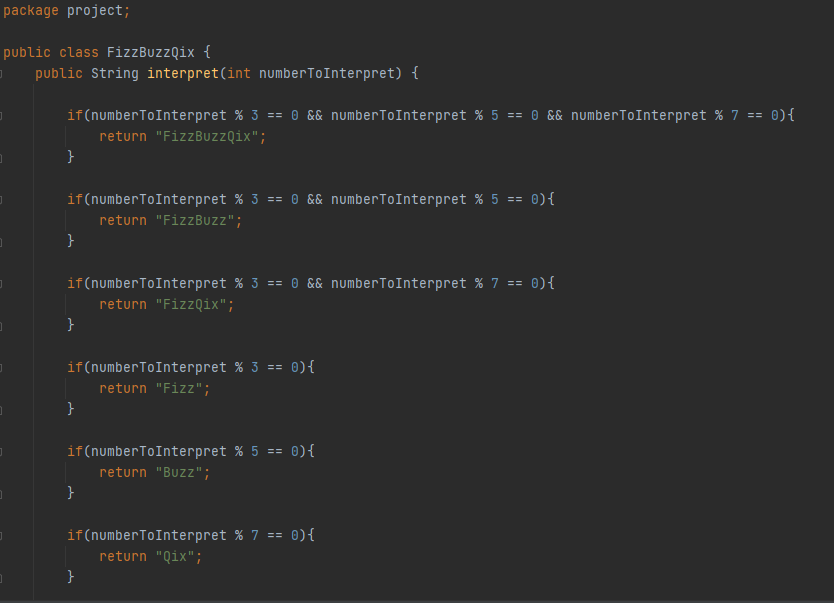 package project;
public class FizzBuzzQix {
public String interpret(int numberToInterpret) {
if(numberToInterpret % 3 == 0 && numberToInterpret % 5 == 0 && numberToInterpret % 7 == 0){
return "FizzBuzzQix";
}
if(numberToInterpret % 3 == 0 && numberToInterpret % 5 == 0){
return "FizzBuzz";
}
if(numberToInterpret % 3 == 0 && numberToInterpret % 7 == 0){
return "FizzQix";
}
if(numberToInterpret % 3 == 0){
return "Fizz";
}
if(numberToInterpret % 5 == 0){
return "Buzz";
}
if(numberToInterpret % 7 == 0){
return "Qix";
}